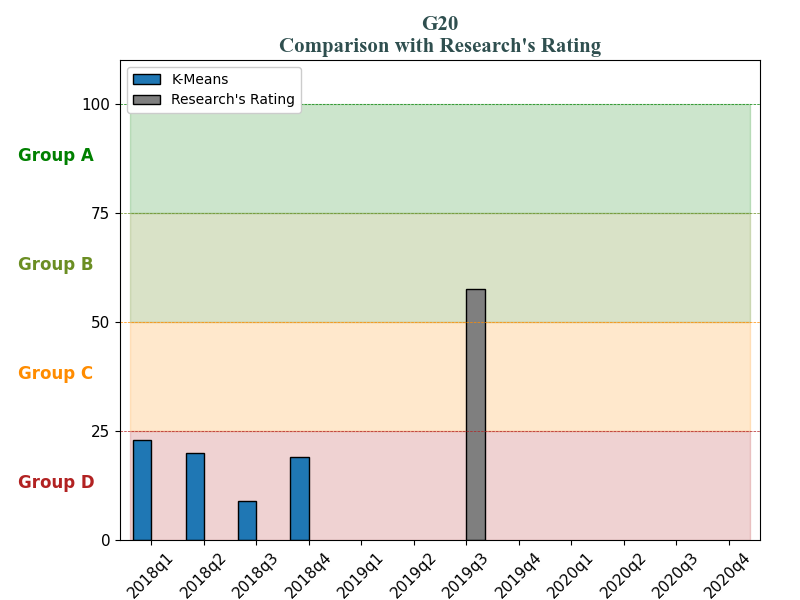 G20
Comparison with Research's Rating
K-Means
Research's Rating
100
Group A
75
Group B
50
Group C
25
Group D
0
2018q1
2018q2
2018q3
2018q4
2019q1
2019q2
2019q3
2019q4
2020q1
2020q2
2020q3
2020q4